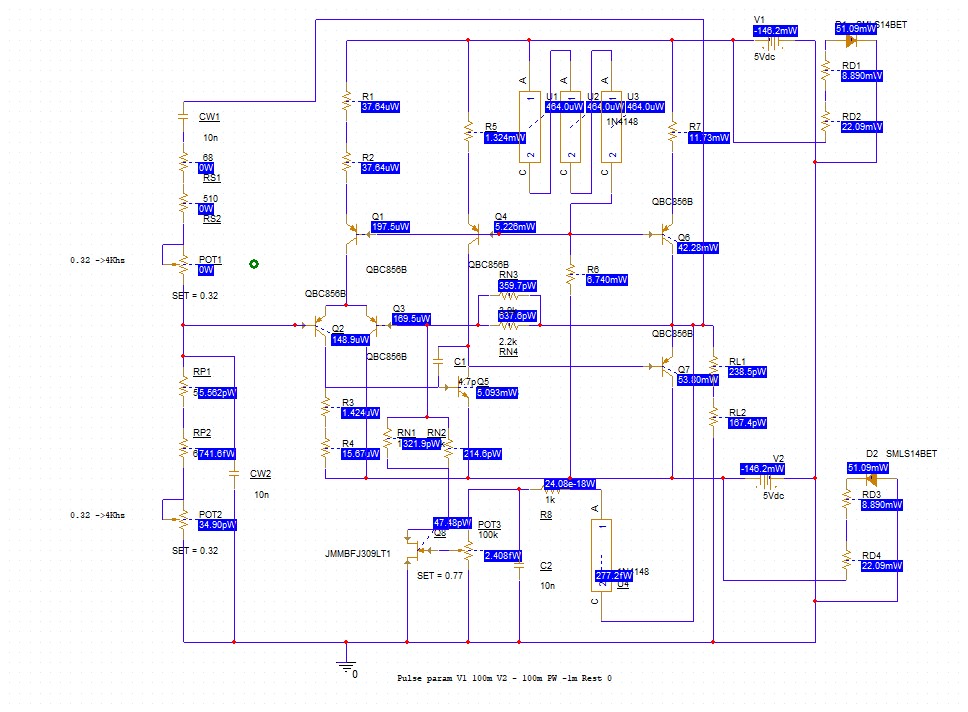 V1
-146.2mW
5Vdc
SMLS14BET
51.09mW
RD1
8.890mW
RD2
22.09mW
CW1
10n
68
0W
RS1
510
0W
RS2
R1
37.64uW
R2
37.64uW
R5
1.324mW
A
A
A
1
1
1
2
2
2
C
C
C
U1
464.0uW
U2
464.0uW
U3
464.0uW
1N4148
R7
11.73mW
Q1
197.5uW
Q4
5.226mW
QBC856B
Q6
42.28mW
0.32 ->4Khs
POT1
0W
SET = 0.32
QBC856B
QBC856B
RN3
359.7pW
R6
6.740mW
QBC856B
Q3
169.5uW
637.6pW
Q2
148.9uW
2.2k
RN4
QBC856B
QBC856B
C1
4.7p
Q5
5.093mW
Q7
53.80mW
RL1
238.5pW
RP1
5.562pW
R3
1.424uW
RL2
167.4pW
RP2
741.6fW
R4
15.67uW
RN1
321.9pW
RN2
214.6pW
CW2
10n
V2
-146.2mW
5Vdc
D2 SMLS14BET
51.09mW
RD3
8.890mW
24.08e-18W
1k
R8
0.32 ->4Khs
POT2
34.90pW
SET = 0.32
47.48pW
Q8
POT3
100k
2.408fW
JMMBFJ309LT1
SET = 0.77
C2
10n
A
1
277.2fW
U4
C
RD4
22.09mW
0
Pulse param V1 100m V2 - 100m PW -1m Rest 0